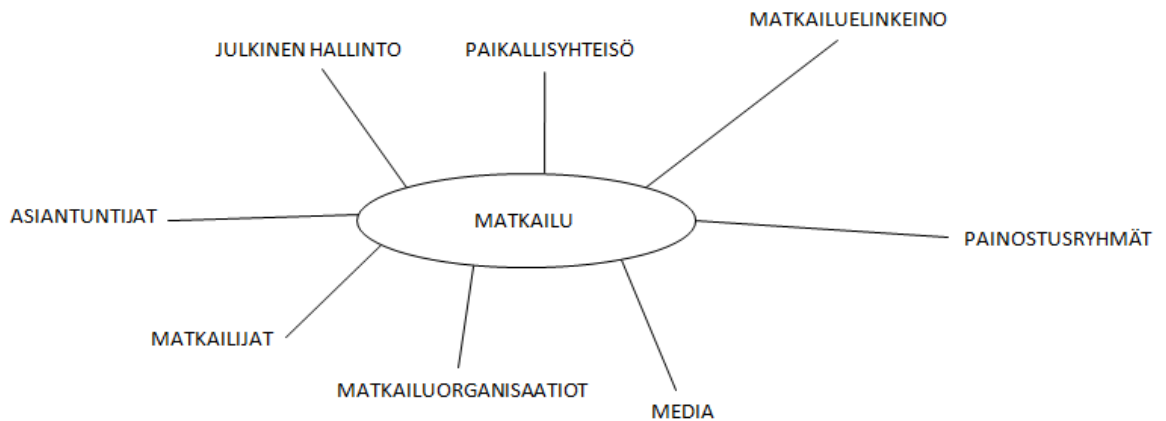 MATKAILUELINKEINO
JULKINEN HALLINTO
PAIKALLISYHTEISÖ
ASIANTUNTIJAT
MATKAILU
PAINOSTUSRYHMÄT
MATKAILIJAT
MATKAILUORGANISAATIOT
MEDIA